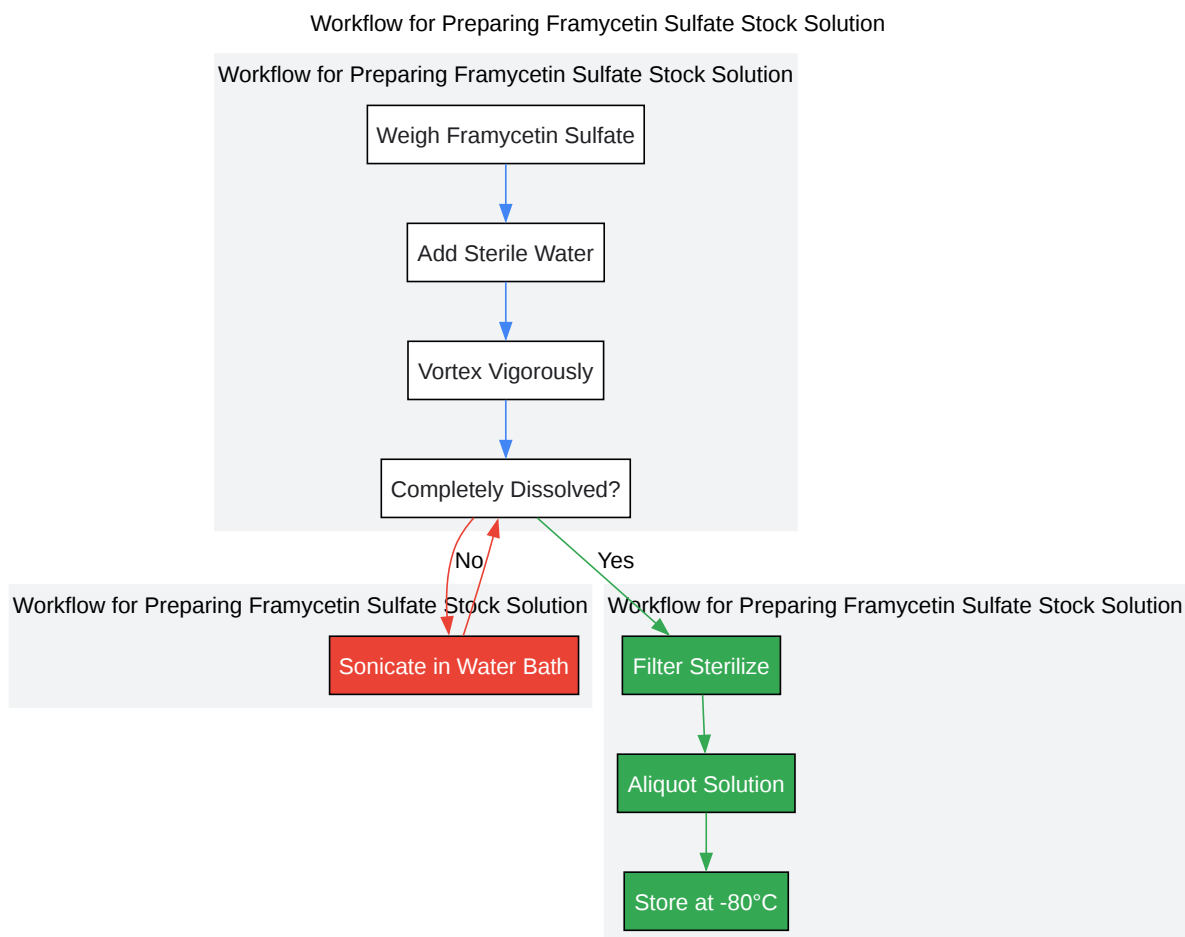 Workflow for Preparing Framycetin Sulfate Stock Solution
Workflow for Preparing Framycetin Sulfate Stock Solution
Weigh Framycetin Sulfate
Add Sterile Water
Vortex Vigorously
Completely Dissolved?
No
Yes
Workflow for Preparing Framycetin Sulfate Stock Solution
Sonicate in Water Bath
Workflow for Preparing Framycetin Sulfate Stock Solution
Filter Sterilize
Aliquot Solution
Store at -80°C